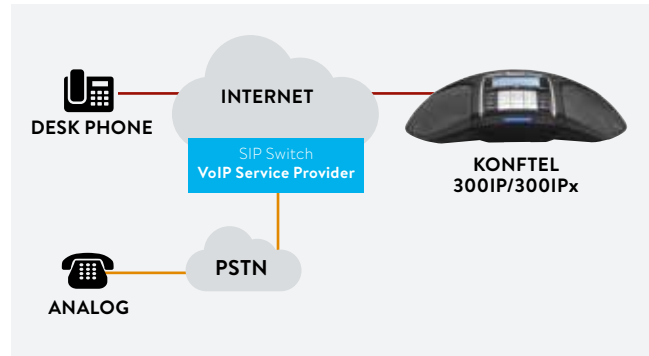 INTERNET
DESK PHONE
SIP Switch
VoIP Service Provider
KONFTEL
300IP/300IPx
PSTN
ANALOG